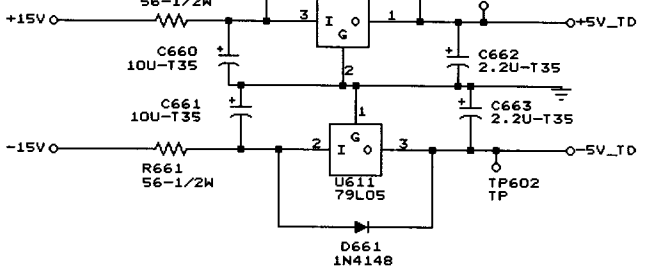 56-1/2W
+15V
3
I
O
1
+5V_TD
G
C660
10U-T35
+
2
+
C662
2.2U-T35
C661
10U-T35
+
1
+
C663
2.2U-T35
-15V
2
I
G
O
3
-5V_TD
R661
56-1/2W
U611
79L05
TP602
TP
D661
1N4148